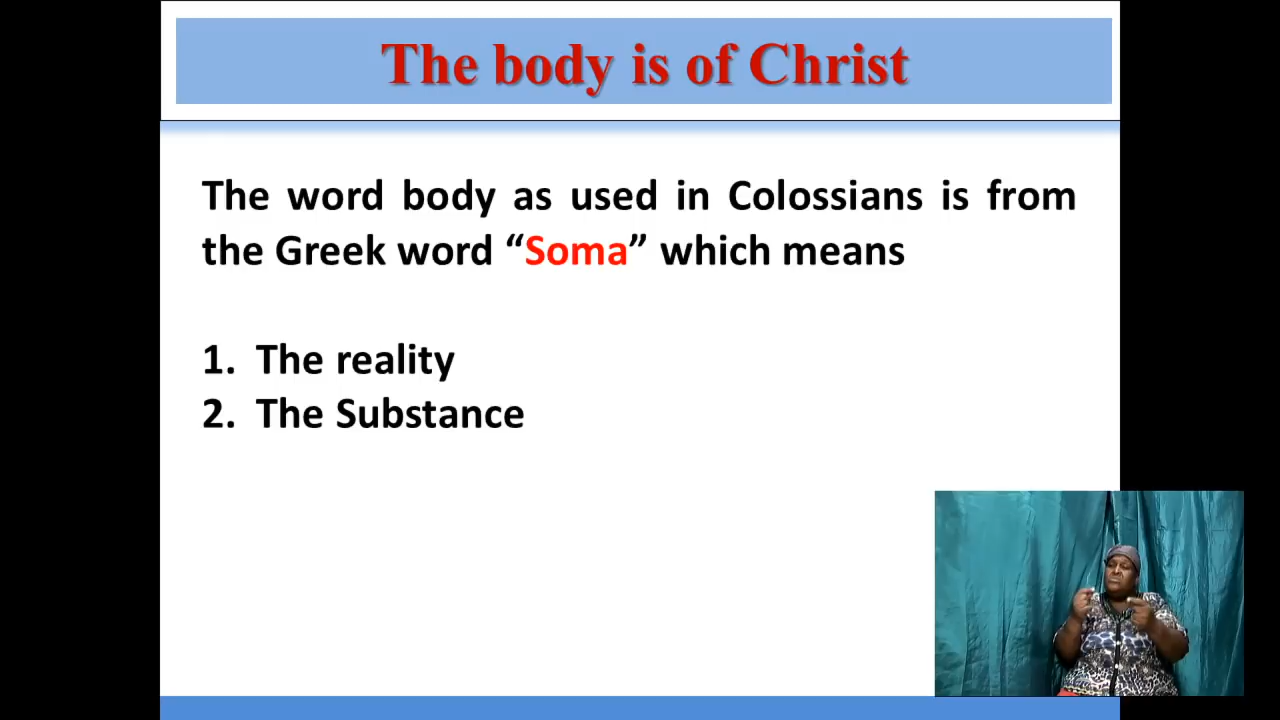 The body is of Christ
The word body as used in Colossians is from
the Greek word “Soma” which means
1. The reality
2. The Substance